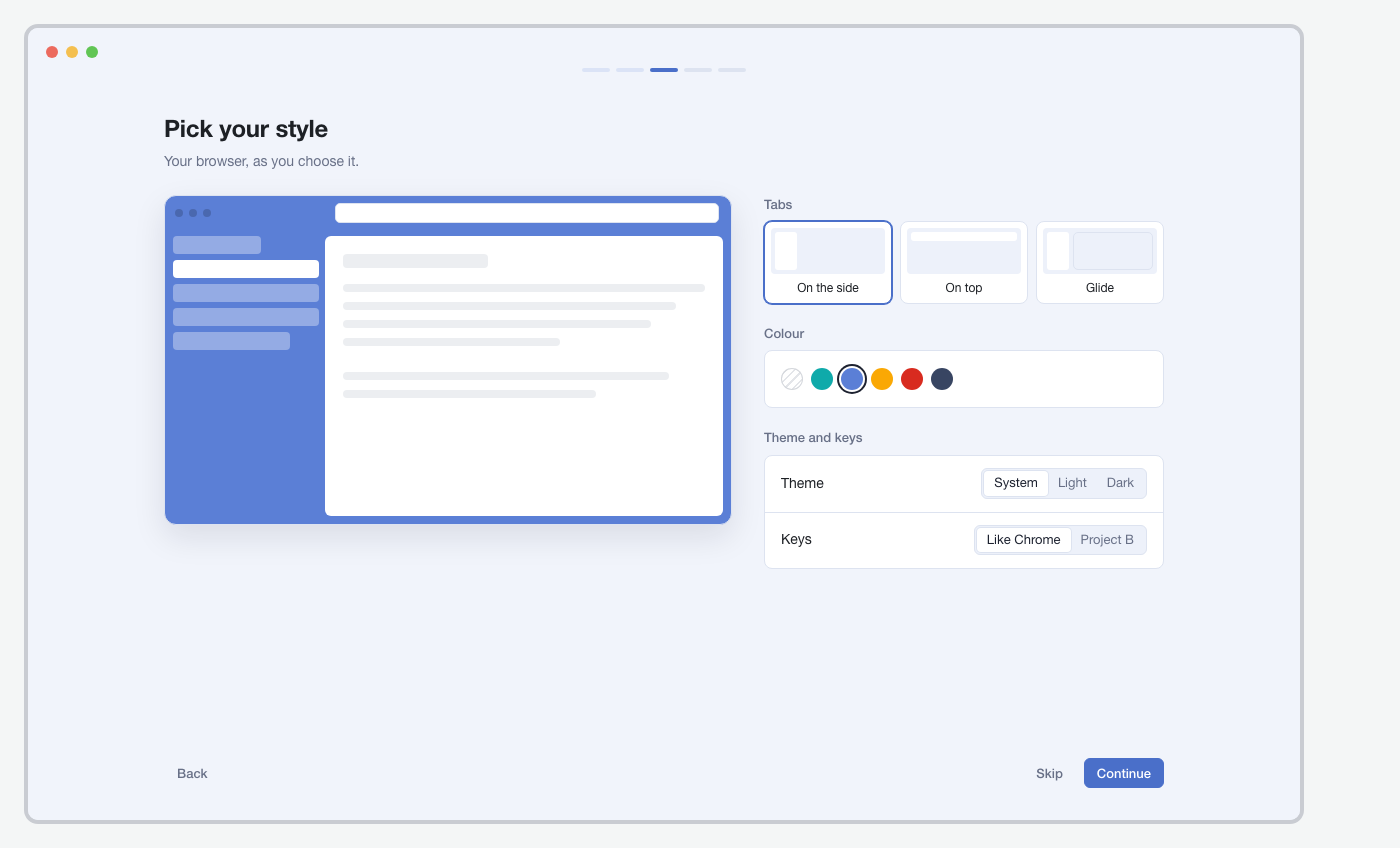 Pick your style
Your browser, as you choose it.
Tabs
On the side
On top
Glide
Colour
Theme and keys
Theme
System
Light
Dark
Keys
Like Chrome
Project B
Back
Skip
Continue